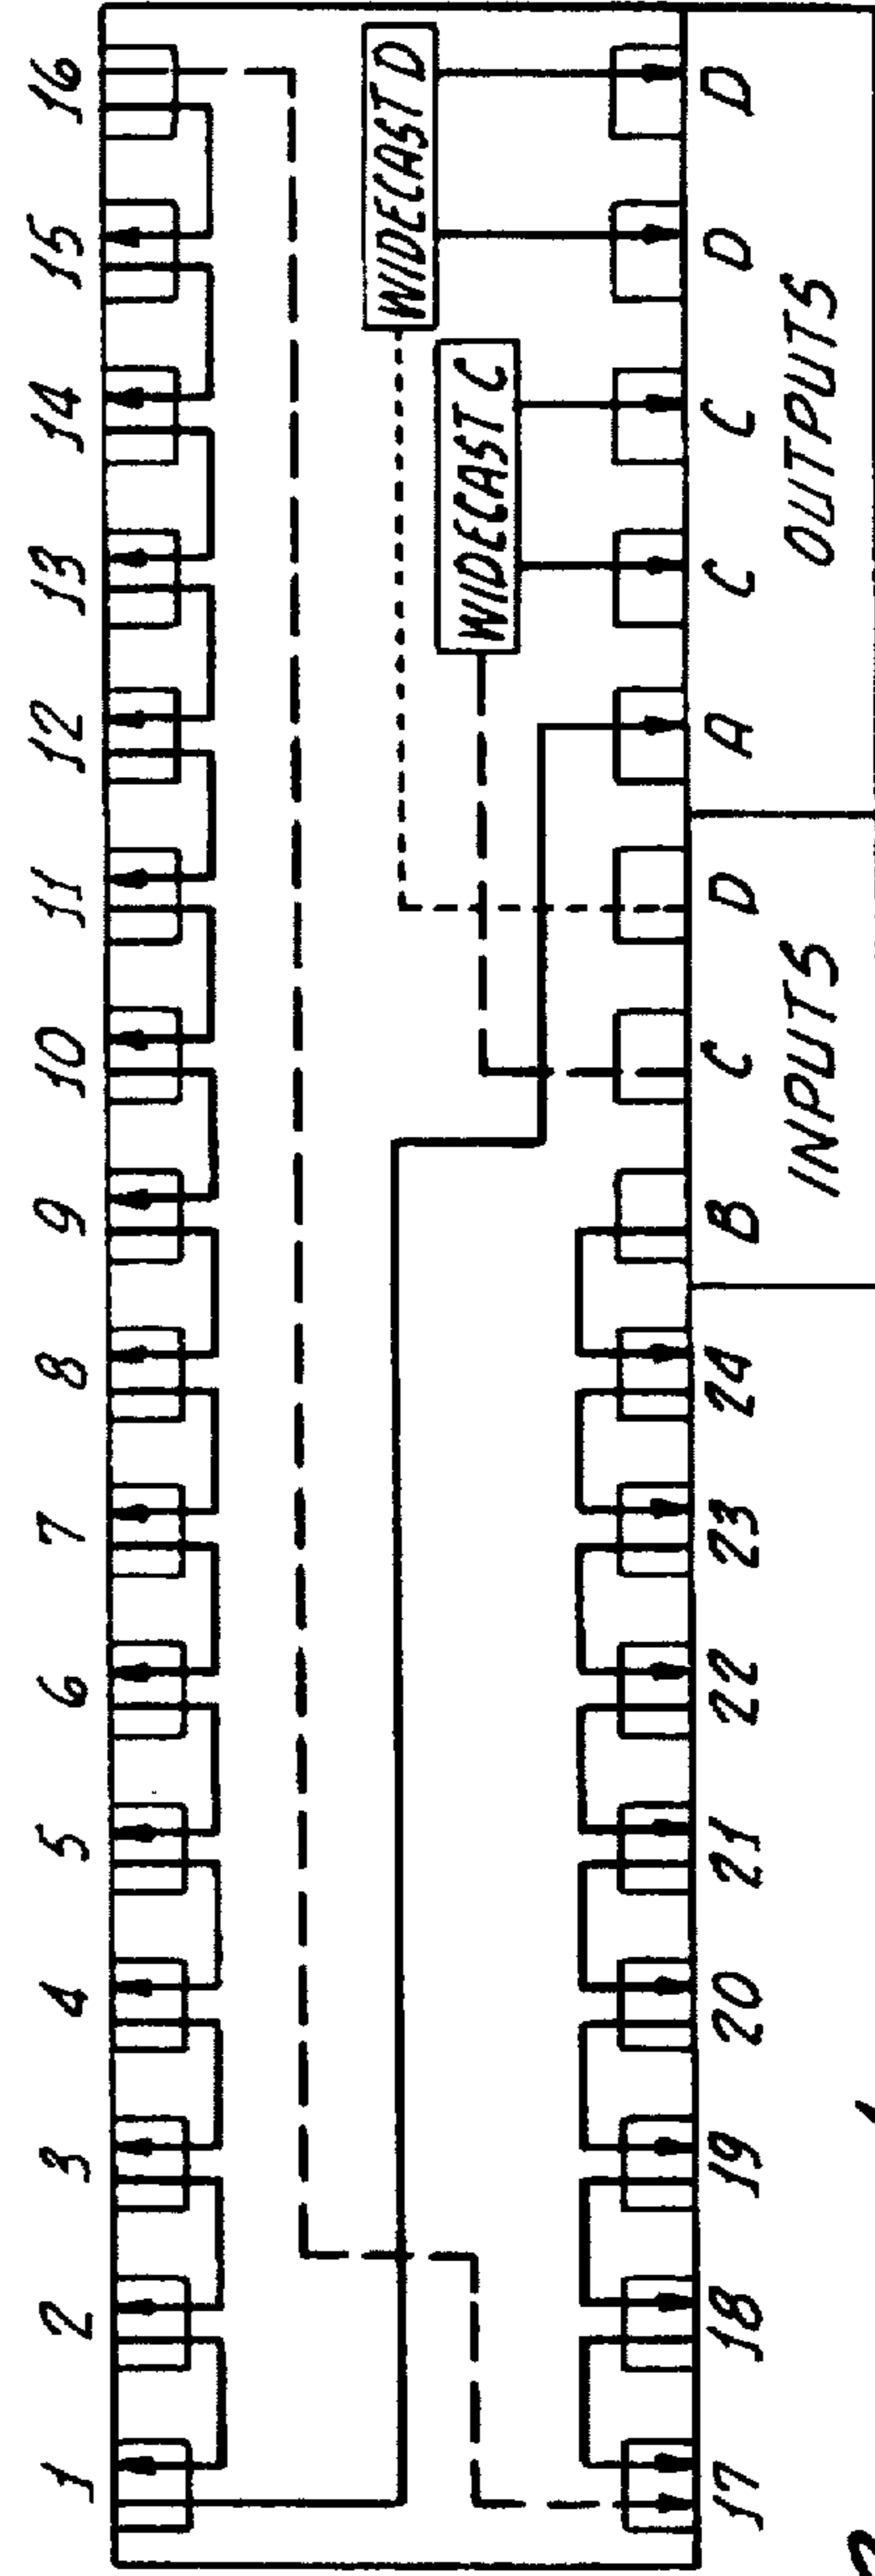 1 2 3 4 5 6 7 8 9 10 11 12 13 14 15 16
WIDECAST D
WIDECAST C
17 18 19 20 21 22 23 24 B C D A C C D D
INPUTS OUTPUTS